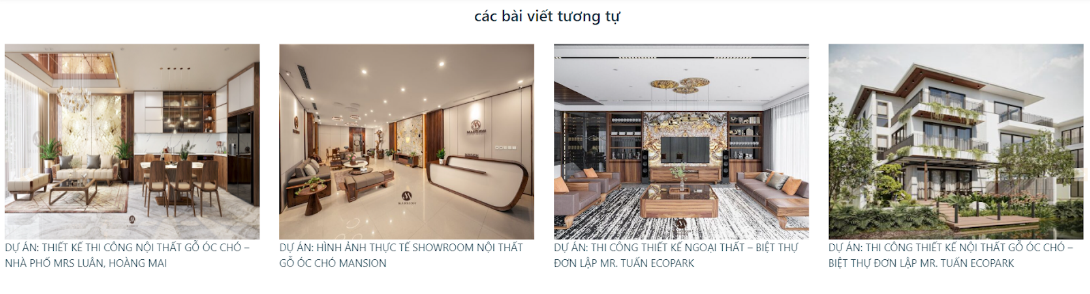 các bài viết tương tự
DỰ ÁN: THIẾT KẾ THI CÔNG NỘI THẤT GỖ ÓC CHÓ –
NHÀ PHỐ MRS LUÂN, HOÀNG MAI
DỰ ÁN: HÌNH ẢNH THỰC TẾ SHOWROOM NỘI THẤT
GỖ ÓC CHÓ MANSION
DỰ ÁN: THI CÔNG THIẾT KẾ NGOẠI THẤT – BIỆT THỰ
ĐƠN LẬP MR. TUẤN ECOPARK
DỰ ÁN: THI CÔNG THIẾT KẾ NỘI THẤT GỖ ÓC CHÓ –
BIỆT THỰ ĐƠN LẬP MR. TUẤN ECOPARK